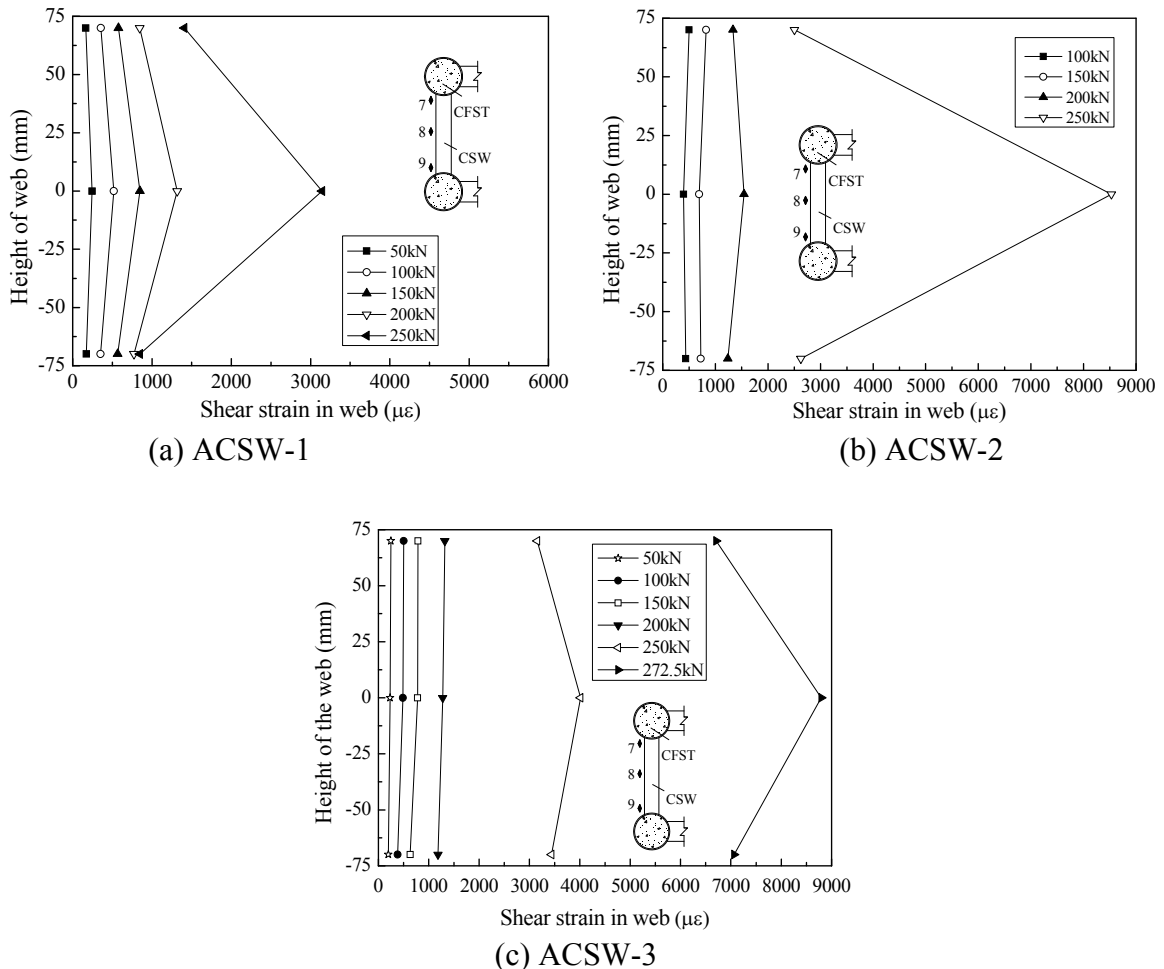 75
50
25
0
-25
-50
-75
Height of web (mm)
0 1000 2000 3000 4000 5000 6000
Shear strain in web (με)
7
8
9
CFST
CSW
50kN
100kN
150kN
200kN
250kN
(a) ACSW-1
75
50
25
0
-25
-50
-75
Height of web (mm)
0 1000 2000 3000 4000 5000 6000 7000 8000 9000
Shear strain in web (με)
100kN
150kN
200kN
250kN
7
8
9
CFST
CSW
(b) ACSW-2
75
50
25
0
-25
-50
-75
Height of the web (mm)
0 1000 2000 3000 4000 5000 6000 7000 8000 9000
Shear strain in web (με)
50kN
100kN
150kN
200kN
250kN
272.5kN
7
8
9
CFST
CSW
(c) ACSW-3